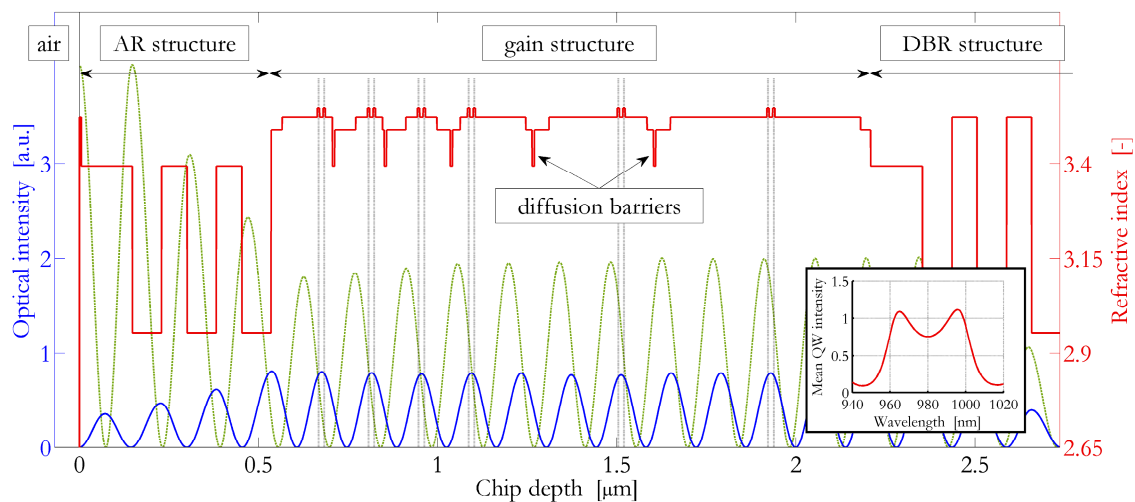 air
AR structure
gain structure
DBR structure
Optical intensity [a.u.]
3
2
1
0
diffusion barriers
3.4
3.15
2.9
2.65
Refractive index [-]
Mean QW intensity
1.5
1
0.5
0
940 960 980 1000 1020
Wavelength [nm]
0 0.5 1 1.5 2 2.5
Chip depth [μm]